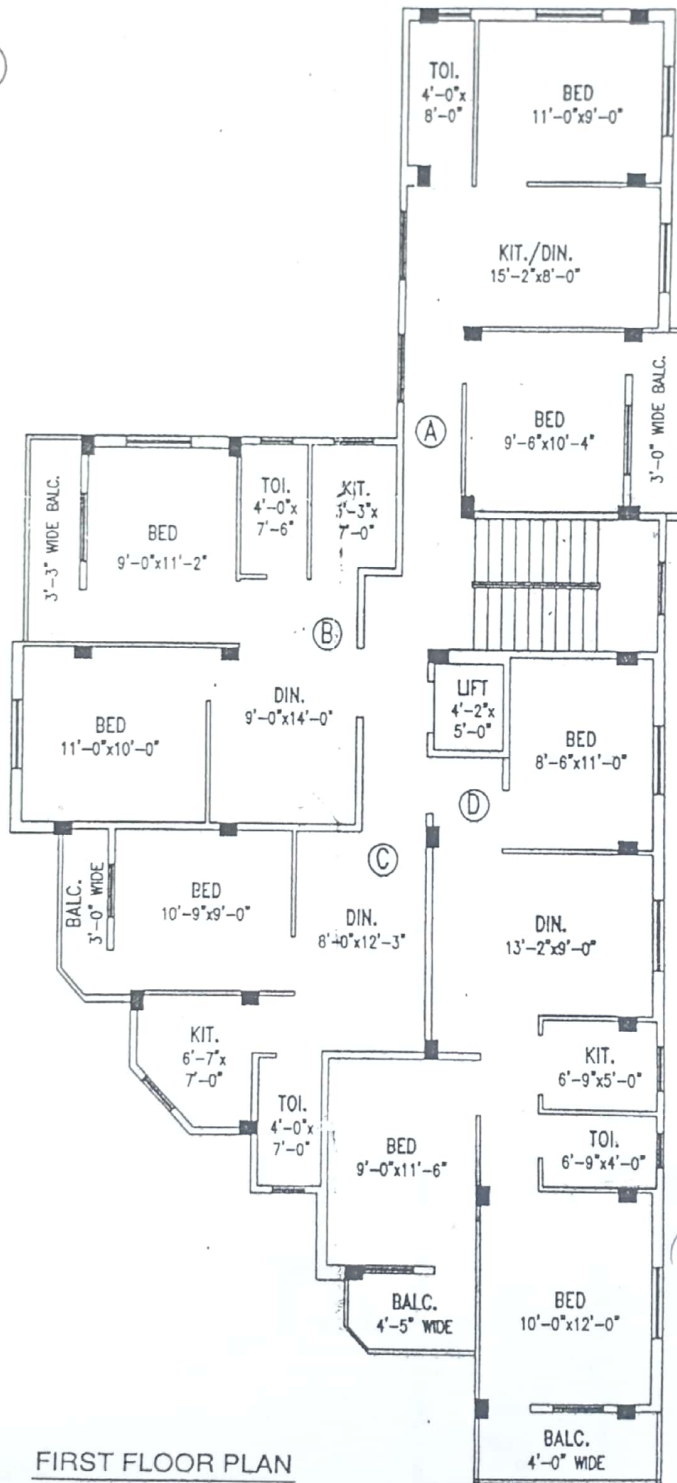 TOI.
4'-0"x
8'-0"
BED
11'-0"x9'-0"
KIT./DIN.
15'-2"x8'-0"
A
BED
9'-6"x10'-4"
3'-0" WIDE BALC.
3'-3" WIDE BALC.
BED
9'-0"x11'-2"
TOI.
4'-0"x
7'-6"
KIT.
3'-3"x
7'-0"
B
BED
11'-0"x10'-0"
DIN.
9'-0"x14'-0"
LIFT
4'-2"x
5'-0"
BED
8'-6"x11'-0"
D
C
BALC.
3'-0" WIDE
BED
10'-9"x9'-0"
DIN.
8'-0"x12'-3"
DIN.
13'-2"x9'-0"
KIT.
6'-7"x
7'-0"
KIT.
6'-9"x5'-0"
TOI.
4'-0"x
7'-0"
BED
9'-0"x11'-6"
TOI.
6'-9"x4'-0"
BALC.
4'-5" WIDE
BED
10'-0"x12'-0"
BALC.
4'-0" WIDE
FIRST FLOOR PLAN